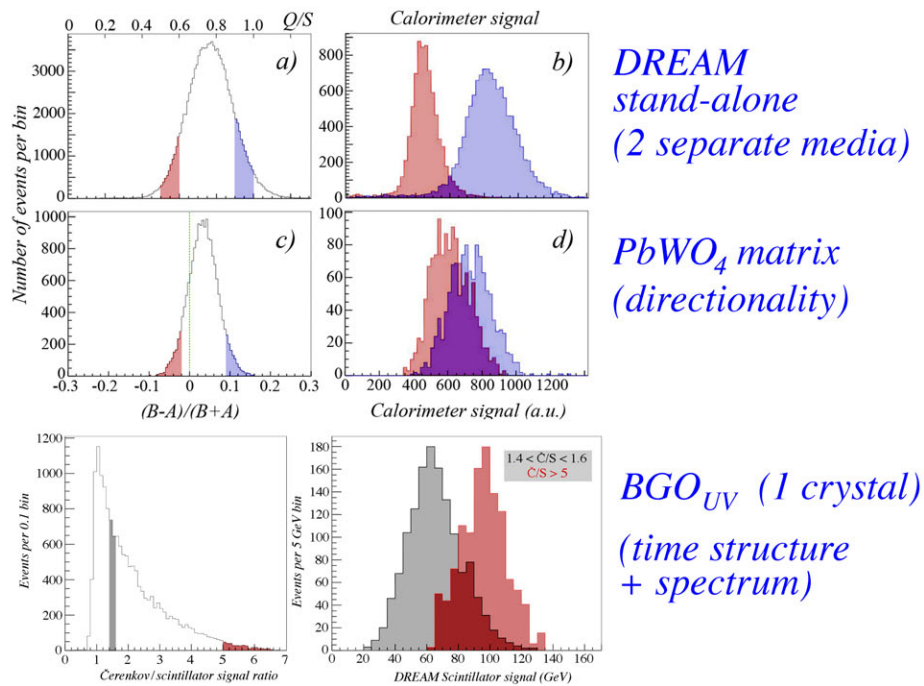 0 0.2 0.4 0.6 0.8 1.0 Q/S
Calorimeter signal
a)
b)
3000
2000
1000
0
800
600
400
200
0
DREAM
stand-alone
(2 separate media)
Number of events per bin
c)
d)
1000
800
600
400
200
0
100
80
60
40
20
0
-0.3 -0.2 -0.1 0 0.1 0.2 0.3
0 200 400 600 800 1000 1200
(B-A)/(B+A)
Calorimeter signal (a.u.)
PbWO4 matrix
(directionality)
1200
1000
800
600
400
200
0
Events per 0.1 bin
0 1 2 3 4 5 6 7
Čerenkov/scintillator signal ratio
180
160
140
120
100
80
60
40
20
0
Events per 5 GeV bin
1.4 < Č/S < 1.6
Č/S > 5
0 20 40 60 80 100 120 140 160
DREAM Scintillator signal (GeV)
BGOUV (1 crystal)
(time structure
+ spectrum)